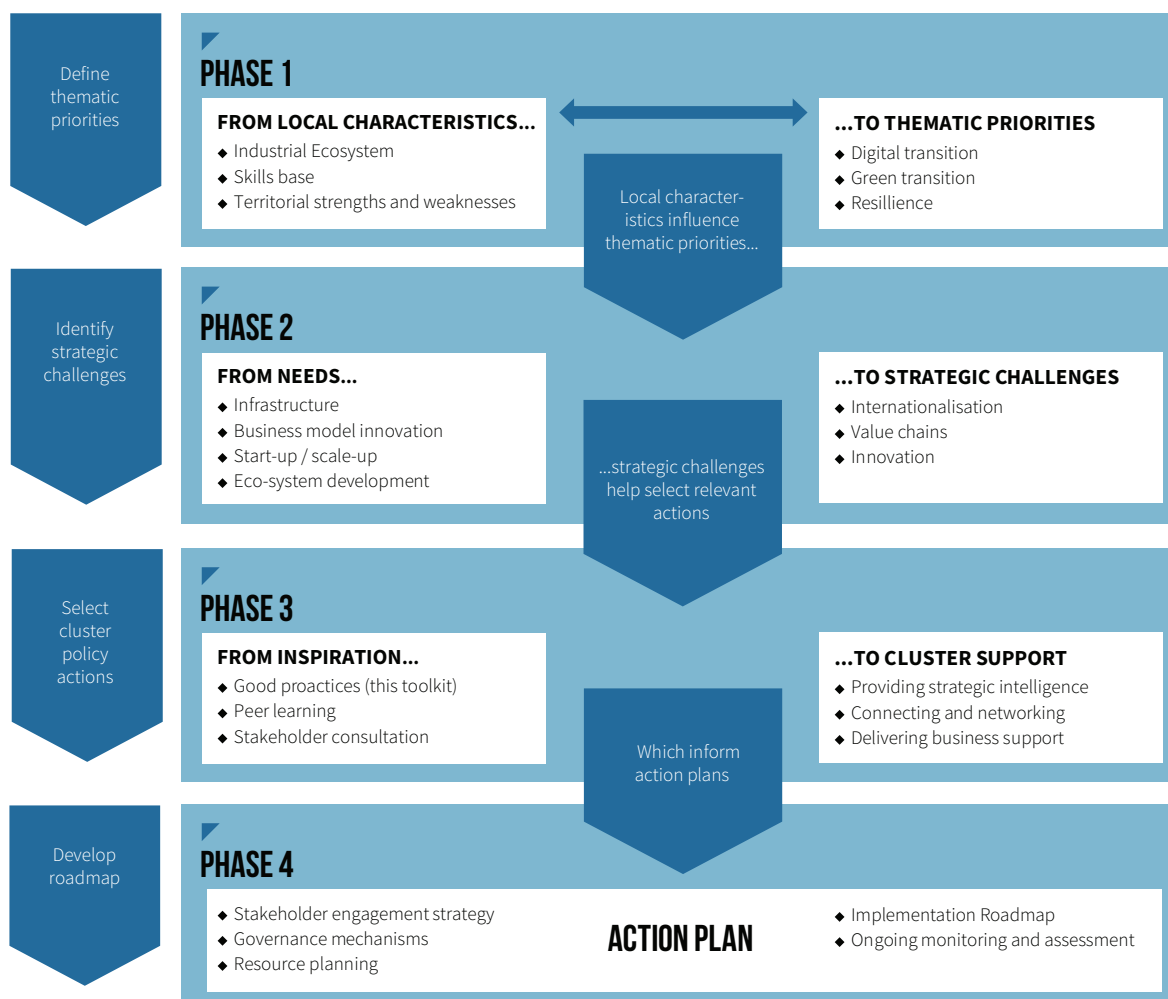 Define
thematic
priorities
PHASE 1
FROM LOCAL CHARACTERISTICS...
◆ Industrial Ecosystem
◆ Skills base
◆ Territorial strengths and weaknesses
Local character-
istics influence
thematic priorities...
...TO THEMATIC PRIORITIES
◆ Digital transition
◆ Green transition
◆ Resillience
Identify
strategic
challenges
PHASE 2
FROM NEEDS...
◆ Infrastructure
◆ Business model innovation
◆ Start-up / scale-up
◆ Eco-system development
...strategic challenges
help select relevant
actions
...TO STRATEGIC CHALLENGES
◆ Internationalisation
◆ Value chains
◆ Innovation
Select
cluster
policy
actions
PHASE 3
FROM INSPIRATION...
◆ Good proactices (this toolkit)
◆ Peer learning
◆ Stakeholder consultation
Which inform
action plans
...TO CLUSTER SUPPORT
◆ Providing strategic intelligence
◆ Connecting and networking
◆ Delivering business support
Develop
roadmap
PHASE 4
◆ Stakeholder engagement strategy
◆ Governance mechanisms
◆ Resource planning
ACTION PLAN
◆ Implementation Roadmap
◆ Ongoing monitoring and assessment